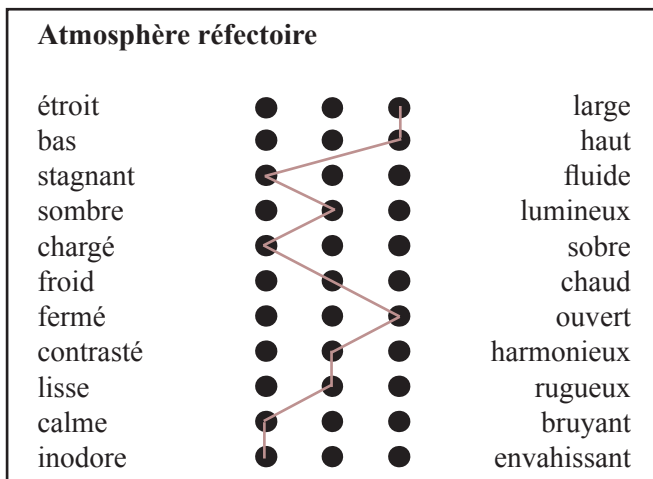 Atmosphère réfectoire
étroit large
bas haut
stagnant fluide
sombre lumineux
chargé sobre
froid chaud
fermé ouvert
contrasté harmonieux
lisse rugueux
calme bruyant
inodore envahissant